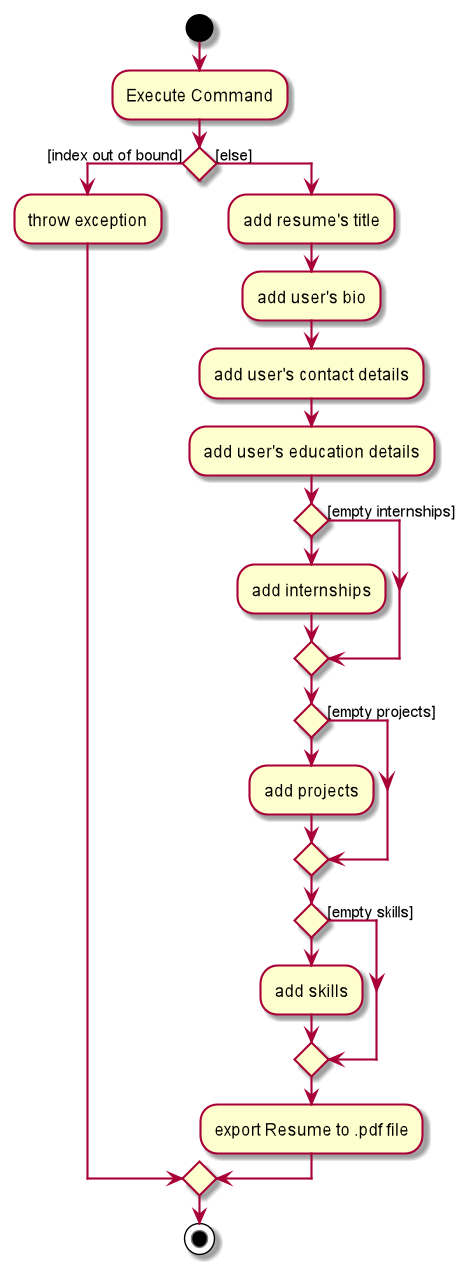 Execute Command
[index out of bound]
[else]
throw exception
add resume's title
add user's bio
add user's contact details
add user's education details
[empty internships]
add internships
[empty projects]
add projects
[empty skills]
add skills
export Resume to .pdf file